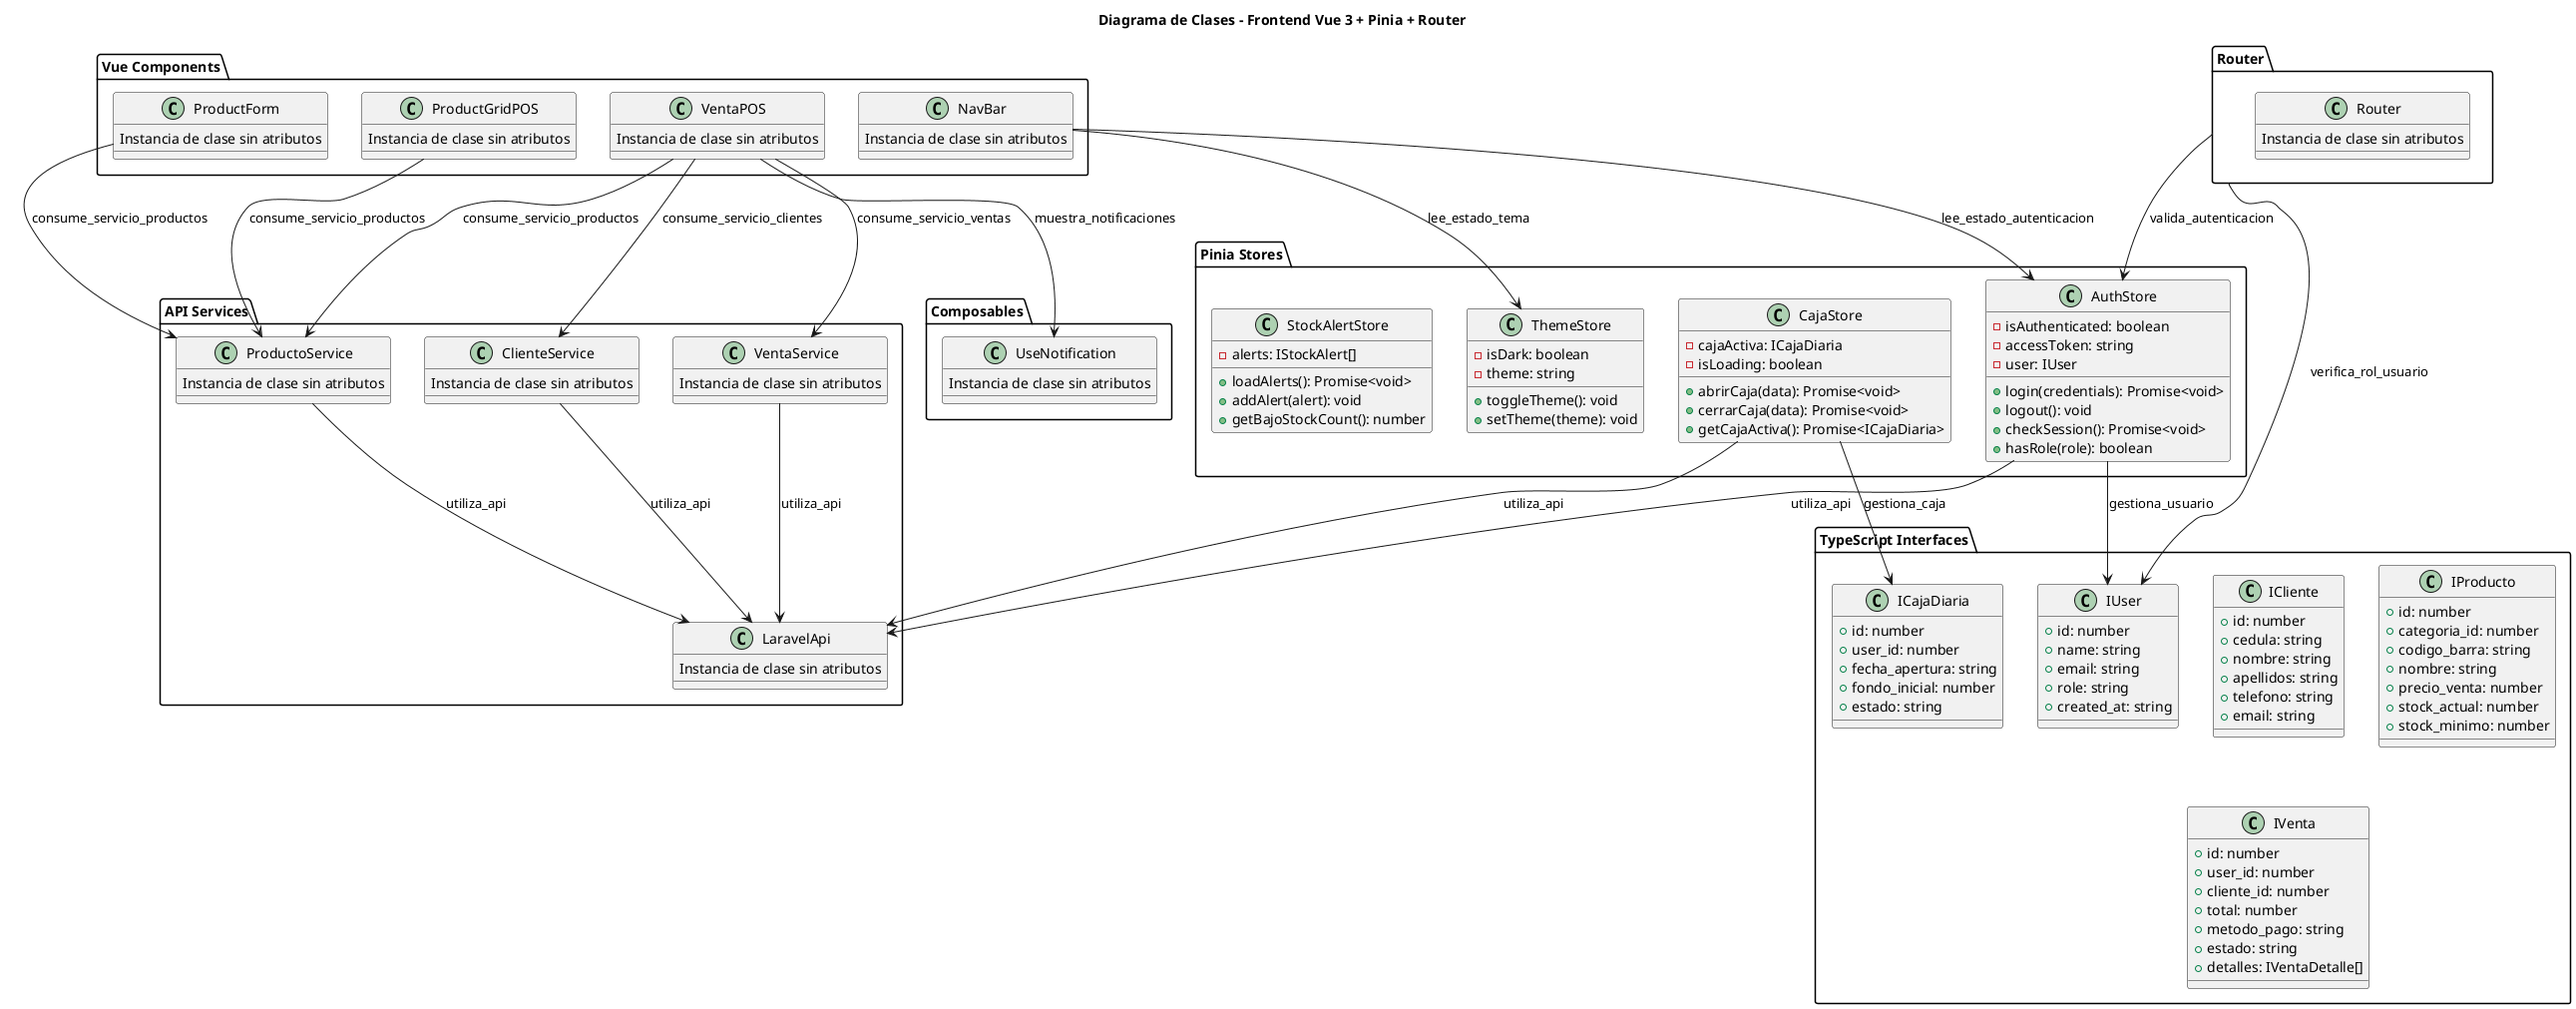 Diagrama de Clases - Frontend Vue 3 + Pinia + Router
Vue Components
ProductForm
Instancia de clase sin atributos
ProductGridPOS
Instancia de clase sin atributos
VentaPOS
Instancia de clase sin atributos
NavBar
Instancia de clase sin atributos
Router
Router
Instancia de clase sin atributos
consume_servicio_productos
consume_servicio_productos
consume_servicio_productos
consume_servicio_clientes
consume_servicio_ventas
muestra_notificaciones
lee_estado_tema
lee_estado_autenticacion
valida_autenticacion
verifica_rol_usuario
API Services
ProductoService
Instancia de clase sin atributos
ClienteService
Instancia de clase sin atributos
VentaService
Instancia de clase sin atributos
Composables
UseNotification
Instancia de clase sin atributos
Pinia Stores
StockAlertStore
alerts: IStockAlert[]
loadAlerts(): Promise<void>
addAlert(alert): void
getBajoStockCount(): number
ThemeStore
isDark: boolean
theme: string
toggleTheme(): void
setTheme(theme): void
CajaStore
cajaActiva: ICajaDiaria
isLoading: boolean
abrirCaja(data): Promise<void>
cerrarCaja(data): Promise<void>
getCajaActiva(): Promise<ICajaDiaria>
AuthStore
isAuthenticated: boolean
accessToken: string
user: IUser
login(credentials): Promise<void>
logout(): void
checkSession(): Promise<void>
hasRole(role): boolean
utiliza_api
utiliza_api
utiliza_api
utiliza_api
utiliza_api
gestiona_caja
gestiona_usuario
LaravelApi
Instancia de clase sin atributos
TypeScript Interfaces
ICajaDiaria
id: number
user_id: number
fecha_apertura: string
fondo_inicial: number
estado: string
IUser
id: number
name: string
email: string
role: string
created_at: string
ICliente
id: number
cedula: string
nombre: string
apellidos: string
telefono: string
email: string
IProducto
id: number
categoria_id: number
codigo_barra: string
nombre: string
precio_venta: number
stock_actual: number
stock_minimo: number
IVenta
id: number
user_id: number
cliente_id: number
total: number
metodo_pago: string
estado: string
detalles: IVentaDetalle[]